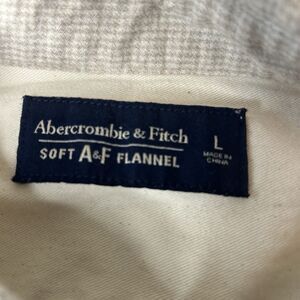 Abercrombie & Fitch
SOFT A&F FLANNEL
L
MADE IN
CHINA